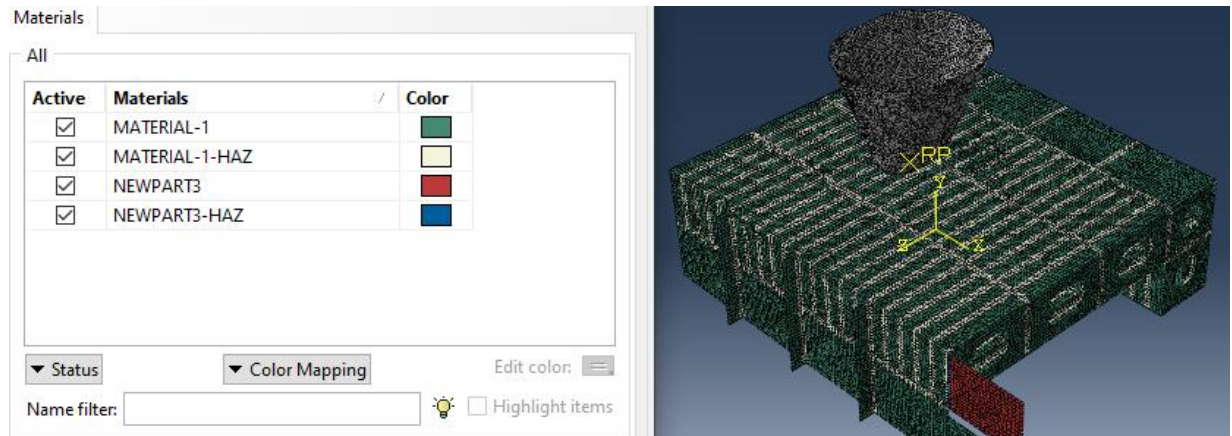 Materials
All
Active Materials / Color
MATERIAL-1
MATERIAL-1-HAZ
NEWPART3
NEWPART3-HAZ
Status Color Mapping Edit color:
Name filter: Highlight items
RP
Y
Z X